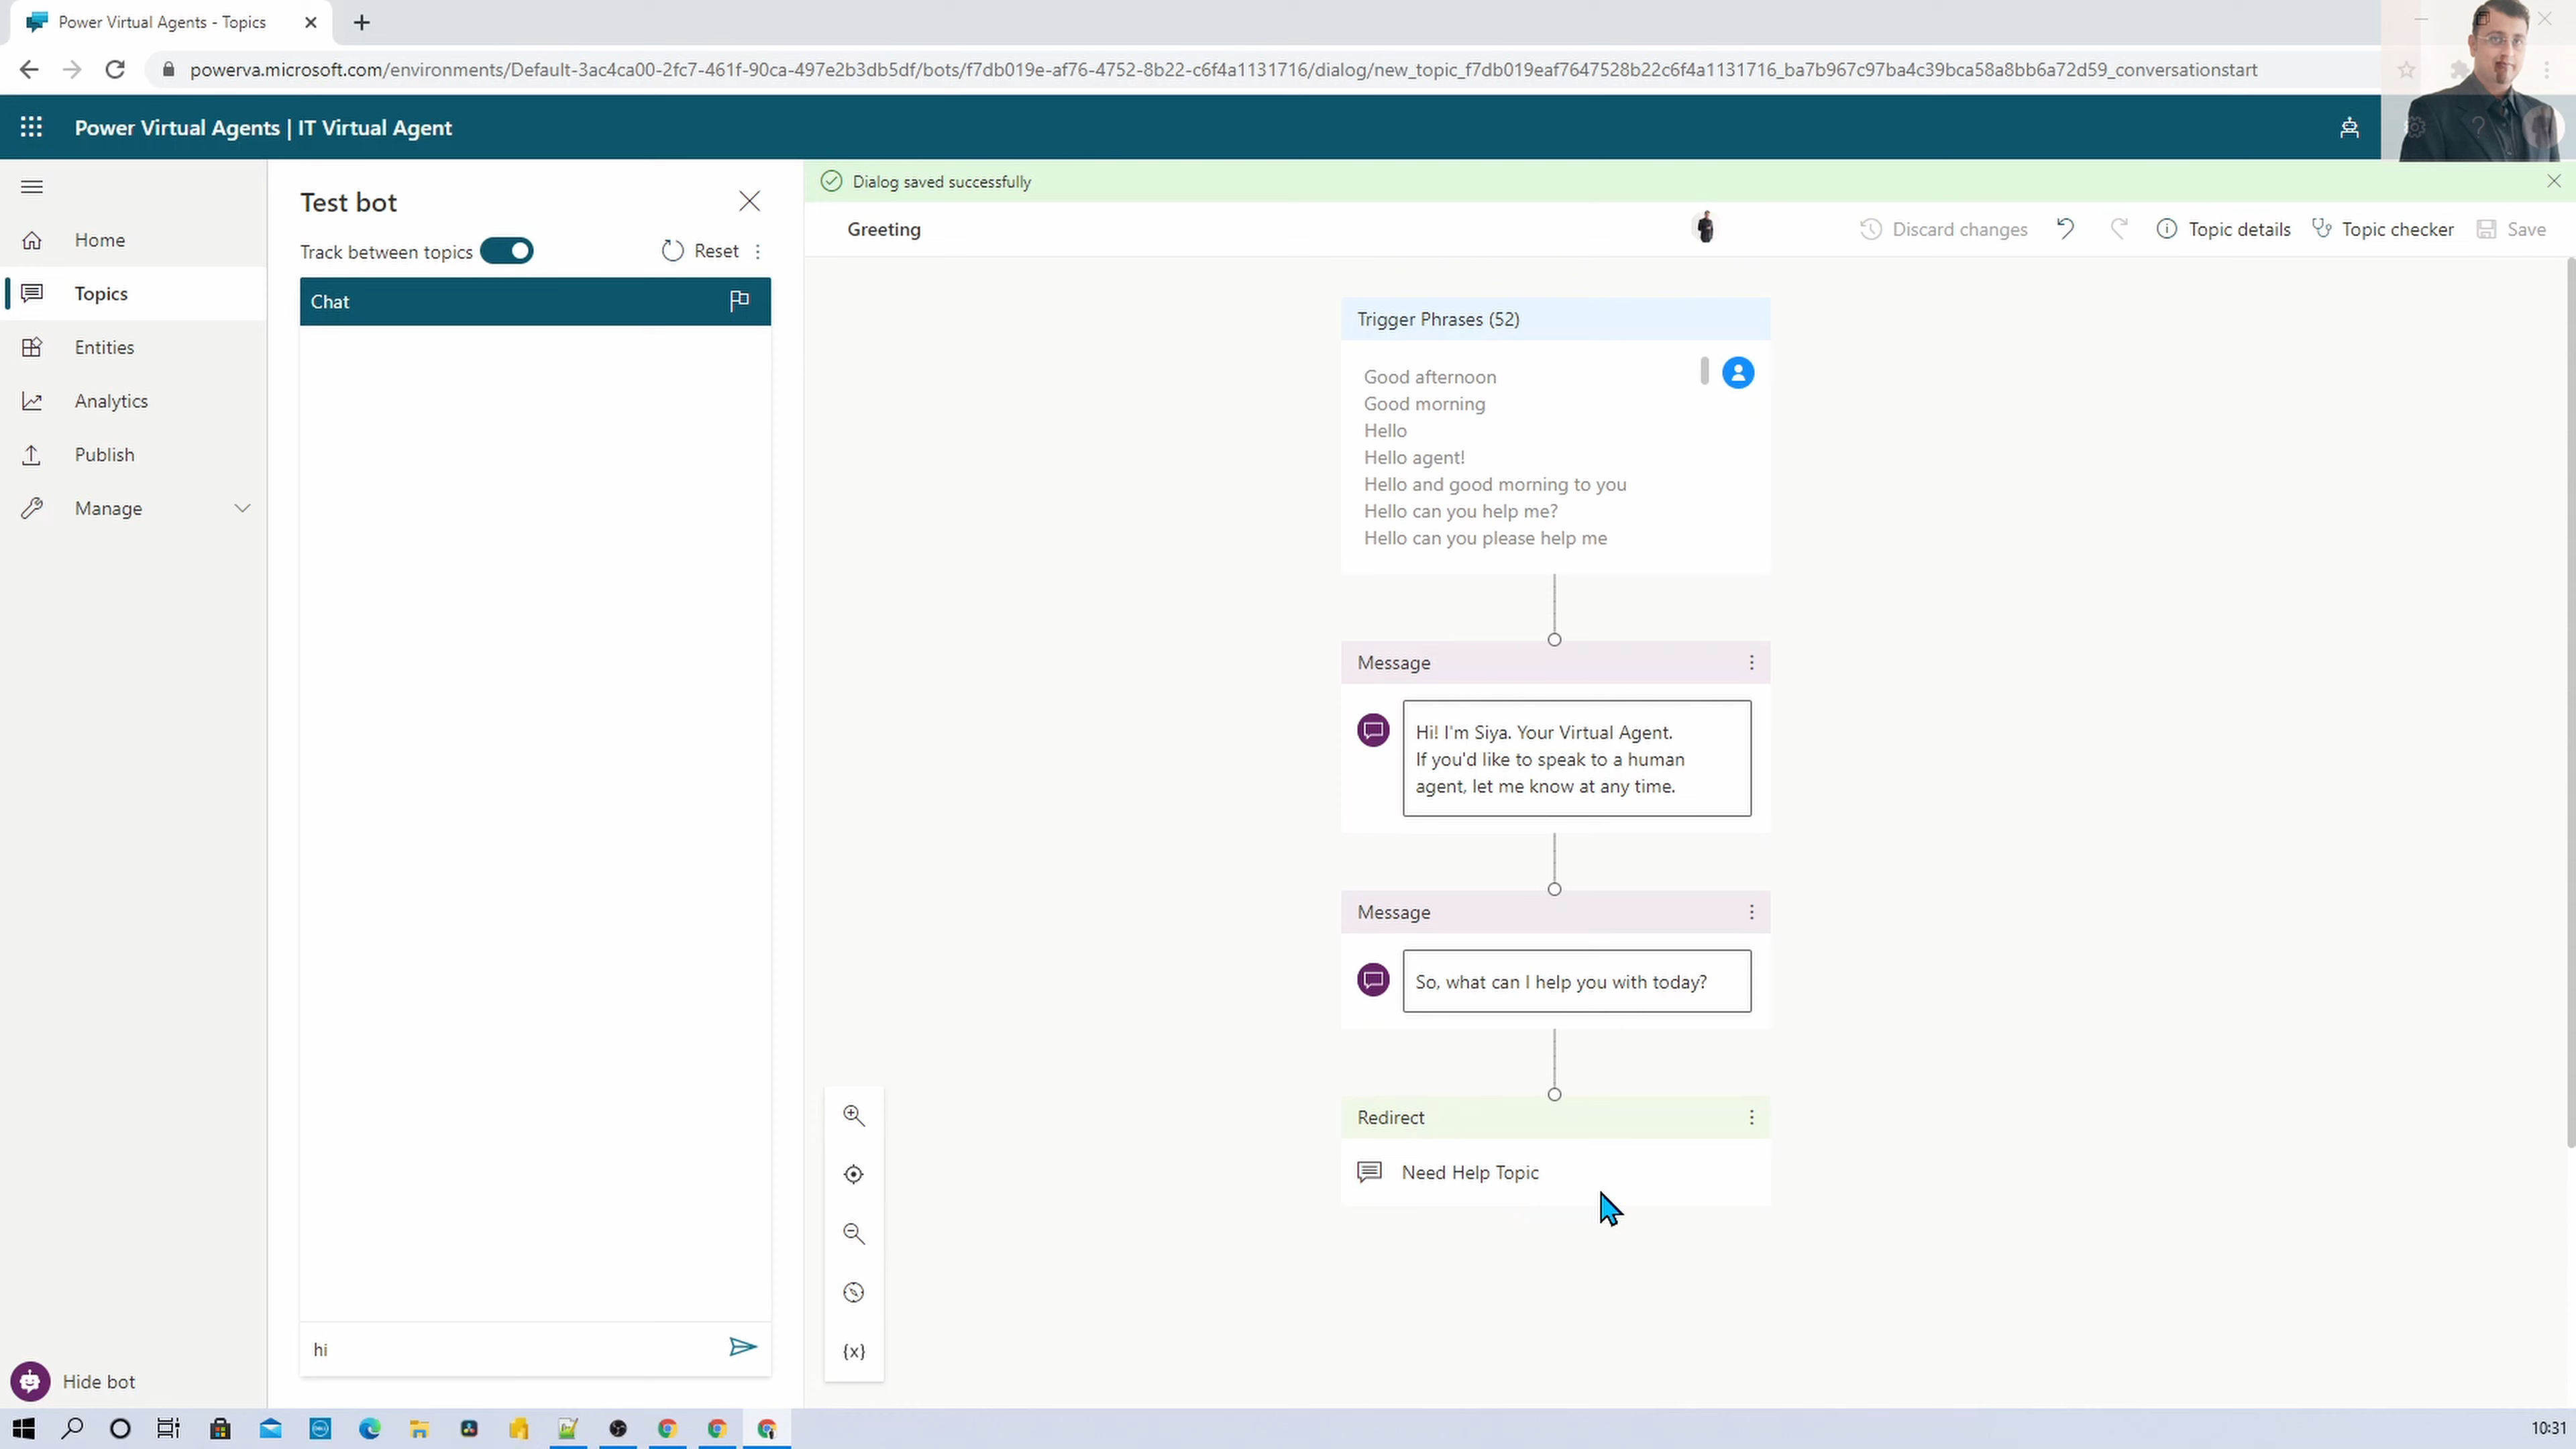 Power Virtual Agents - Topics
powerva.microsoft.com/environments/Default-3ac4ca00-2fc7-461f-90ca-497e2b3db5df/bots/f7db019e-af76-4752-8b22-c6f4a1131716/dialog/new_topic_f7db019eaf7647528b22c6f4a1131716_ba7b967c97ba4c39bca58a8bb6a72d59_conversationstart
Power Virtual Agents | IT Virtual Agent
Home
Topics
Entities
Analytics
Publish
Manage
Hide bot
Test bot
Track between topics
Reset
Chat
hi
Dialog saved successfully
Greeting
Discard changes
Topic details
Topic checker
Save
Trigger Phrases (52)
Good afternoon
Good morning
Hello
Hello agent!
Hello and good morning to you
Hello can you help me?
Hello can you please help me
Message
Hi! I'm Siya. Your Virtual Agent.
If you'd like to speak to a human
agent, let me know at any time.
Message
So, what can I help you with today?
Redirect
Need Help Topic
{x}
10:31